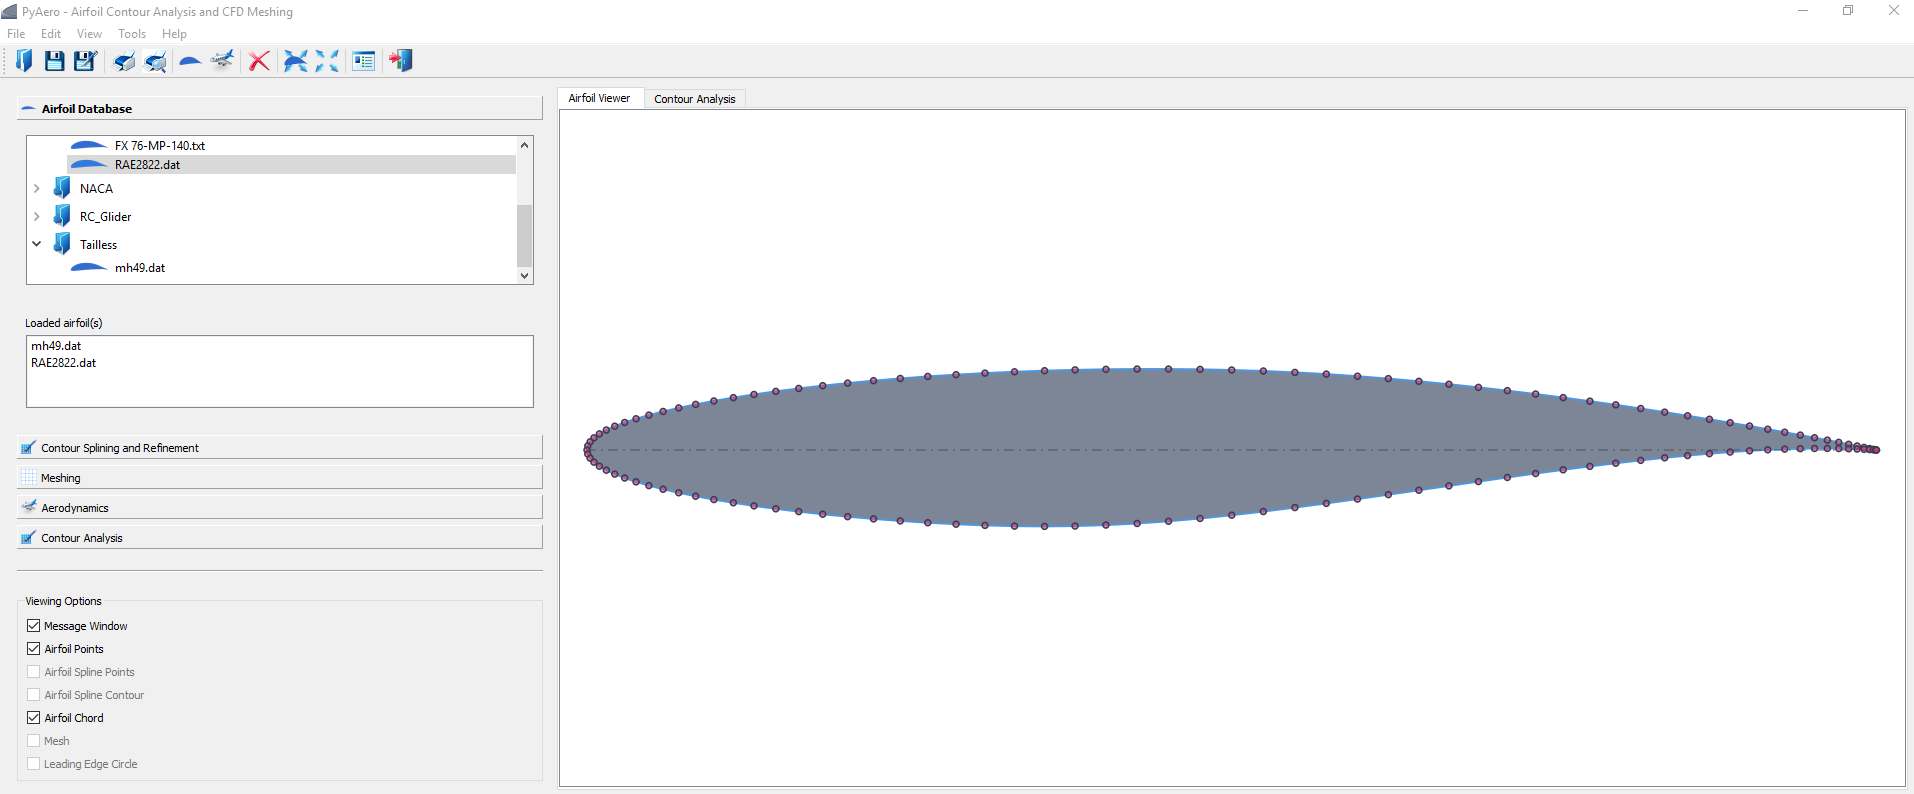 PyAero - Airfoil Contour Analysis and CFD Meshing
File Edit View Tools Help
Airfoil Database
FX 76-MP-140.txt
RAE2822.dat
NACA
RC_Glider
Tailless
mh49.dat
Loaded airfoil(s)
mh49.dat
RAE2822.dat
Contour Splining and Refinement
Meshing
Aerodynamics
Contour Analysis
Viewing Options
Message Window
Airfoil Points
Airfoil Spline Points
Airfoil Spline Contour
Airfoil Chord
Mesh
Leading Edge Circle
Airfoil Viewer Contour Analysis